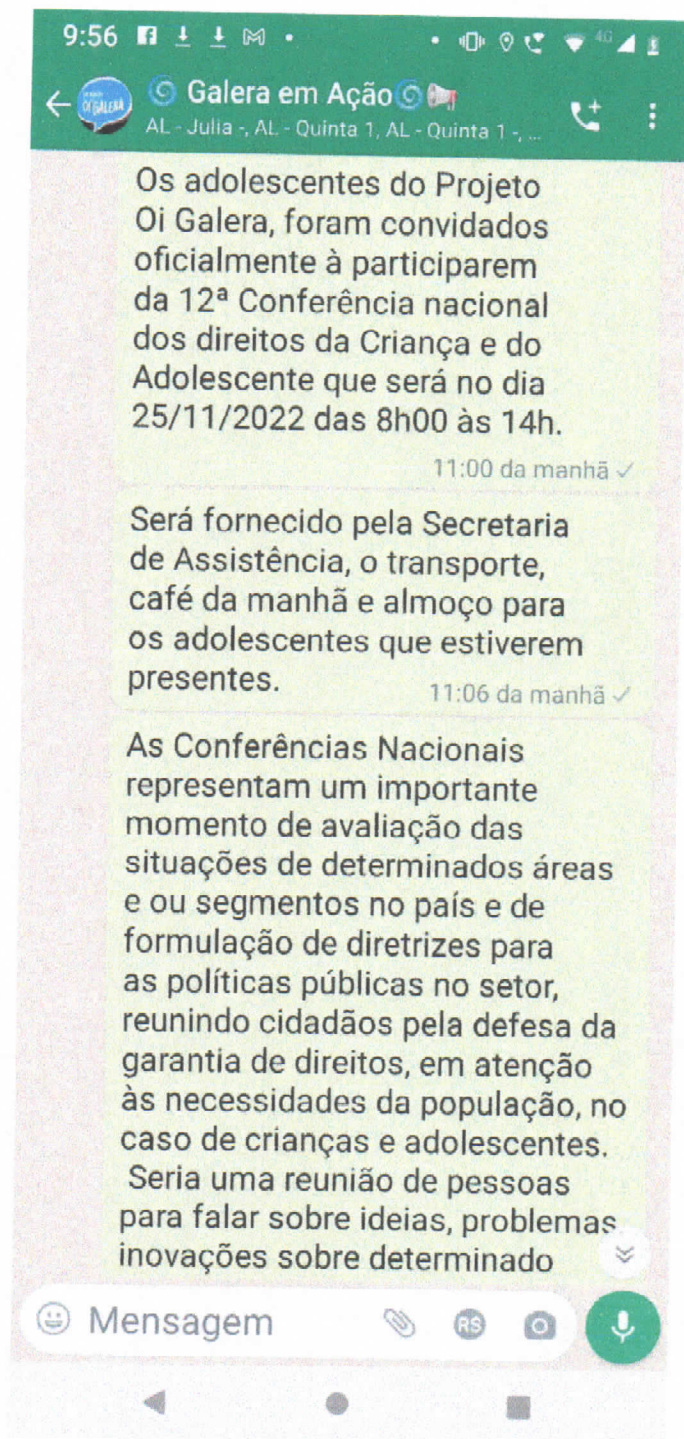 9:56
4G
Galera em Ação
AL - Julia -, AL - Quinta 1, AL - Quinta 1 -, ...
OI GALERA
Os adolescentes do Projeto
Oi Galera, foram convidados
oficialmente à participarem
da 12ª Conferência nacional
dos direitos da Criança e do
Adolescente que será no dia
25/11/2022 das 8h00 às 14h.
11:00 da manhã
Será fornecido pela Secretaria
de Assistência, o transporte,
café da manhã e almoço para
os adolescentes que estiverem
presentes.
11:06 da manhã
As Conferências Nacionais
representam um importante
momento de avaliação das
situações de determinados áreas
e ou segmentos no país e de
formulação de diretrizes para
as políticas públicas no setor,
reunindo cidadãos pela defesa da
garantia de direitos, em atenção
às necessidades da população, no
caso de crianças e adolescentes.
Seria uma reunião de pessoas
para falar sobre ideias, problemas,
inovações sobre determinado
Mensagem
RS